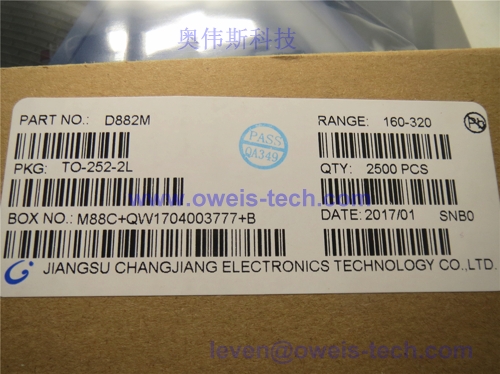 奥伟斯科技
PART NO.: D882M
RANGE: 160-320
Pb
PASS
QA349
PKG: TO-252-2L
QTY: 2500 PCS
www.oweis-tech.com
BOX NO.: M88C+QW1704003777+B
DATE: 2017/01 SNB0
JIANGSU CHANGJIANG ELECTRONICS TECHNOLOGY CO.,LTD.
leven@oweis-tech.com